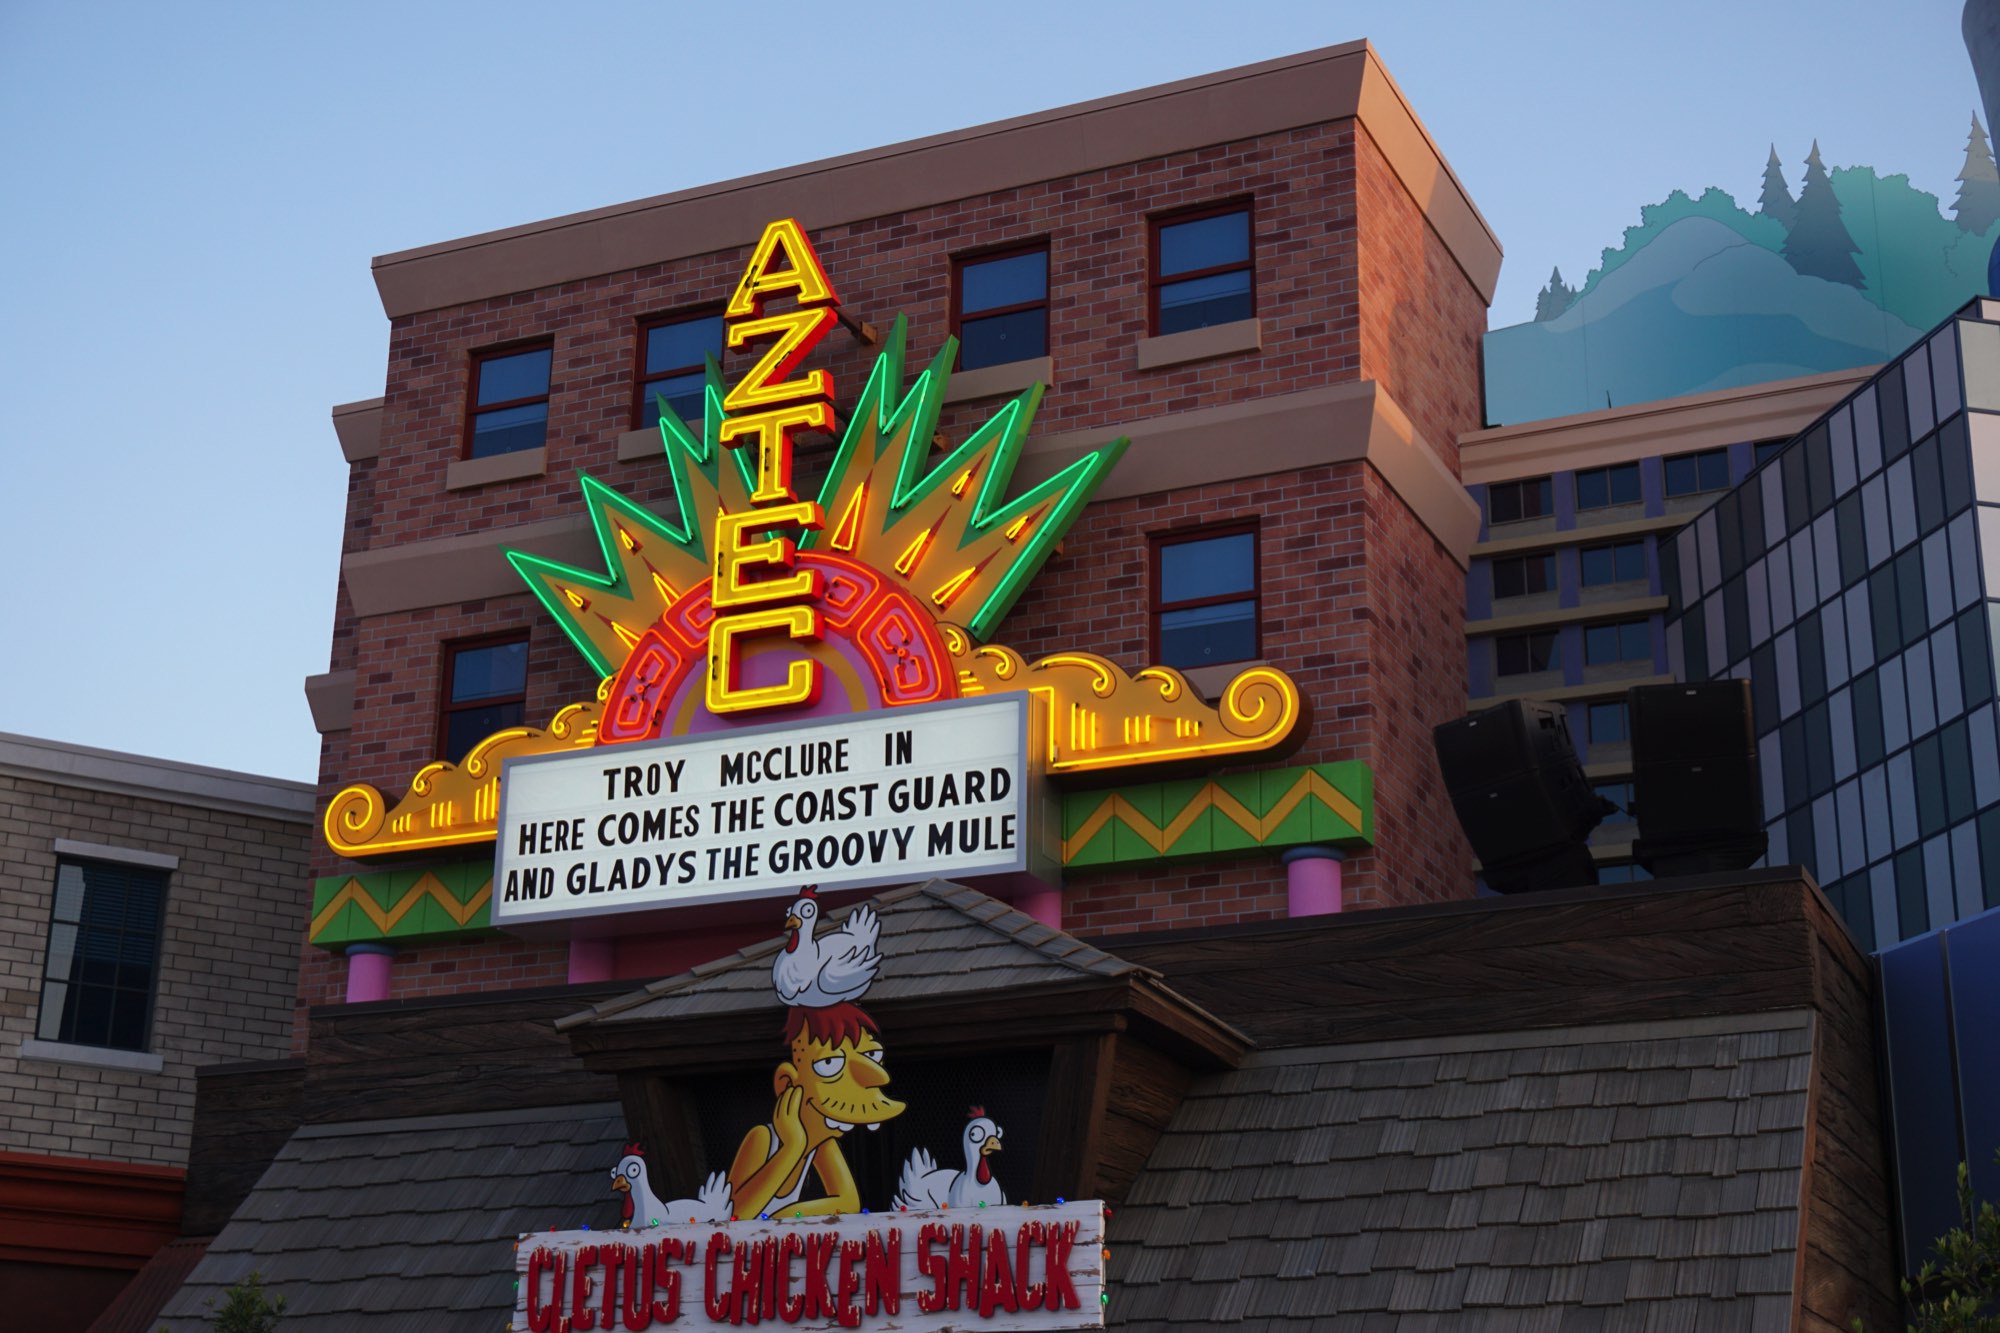 AZTEC
TROY MCCLURE IN
HERE COMES THE COAST GUARD
AND GLADYS THE GROOVY MULE
CLETUS' CHICKEN SHACK